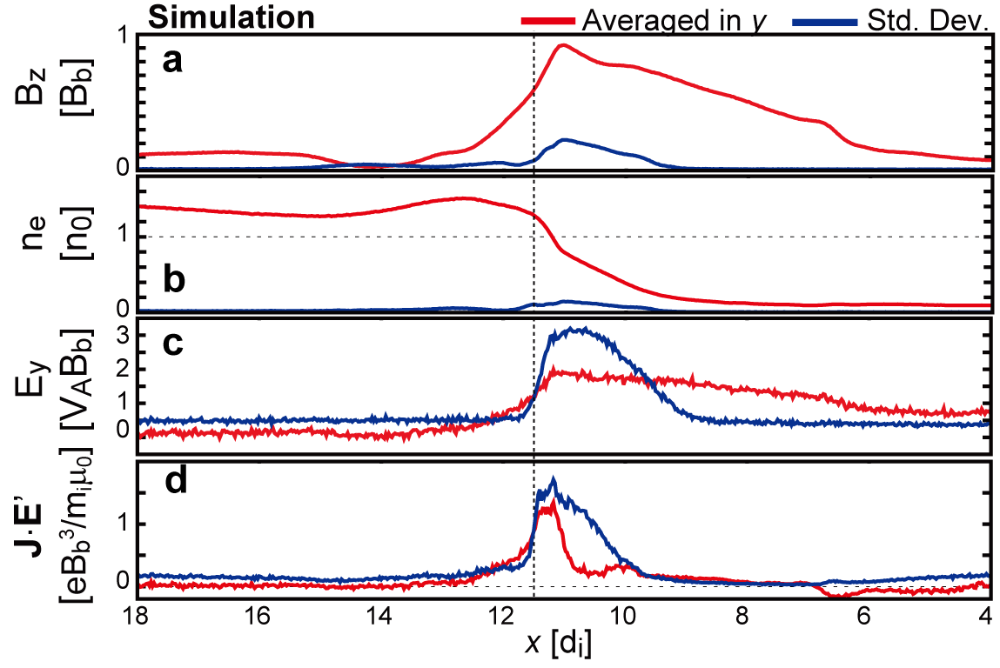 Simulation
Averaged in y
Std. Dev.
a
Bz
[Bb]
1
0
b
ne
[n0]
1
0
c
Ey
[VABb]
3
2
1
0
d
J·E’
[eBb3/miμ0]
1
0
18 16 14 12 10 8 6 4
x [di]